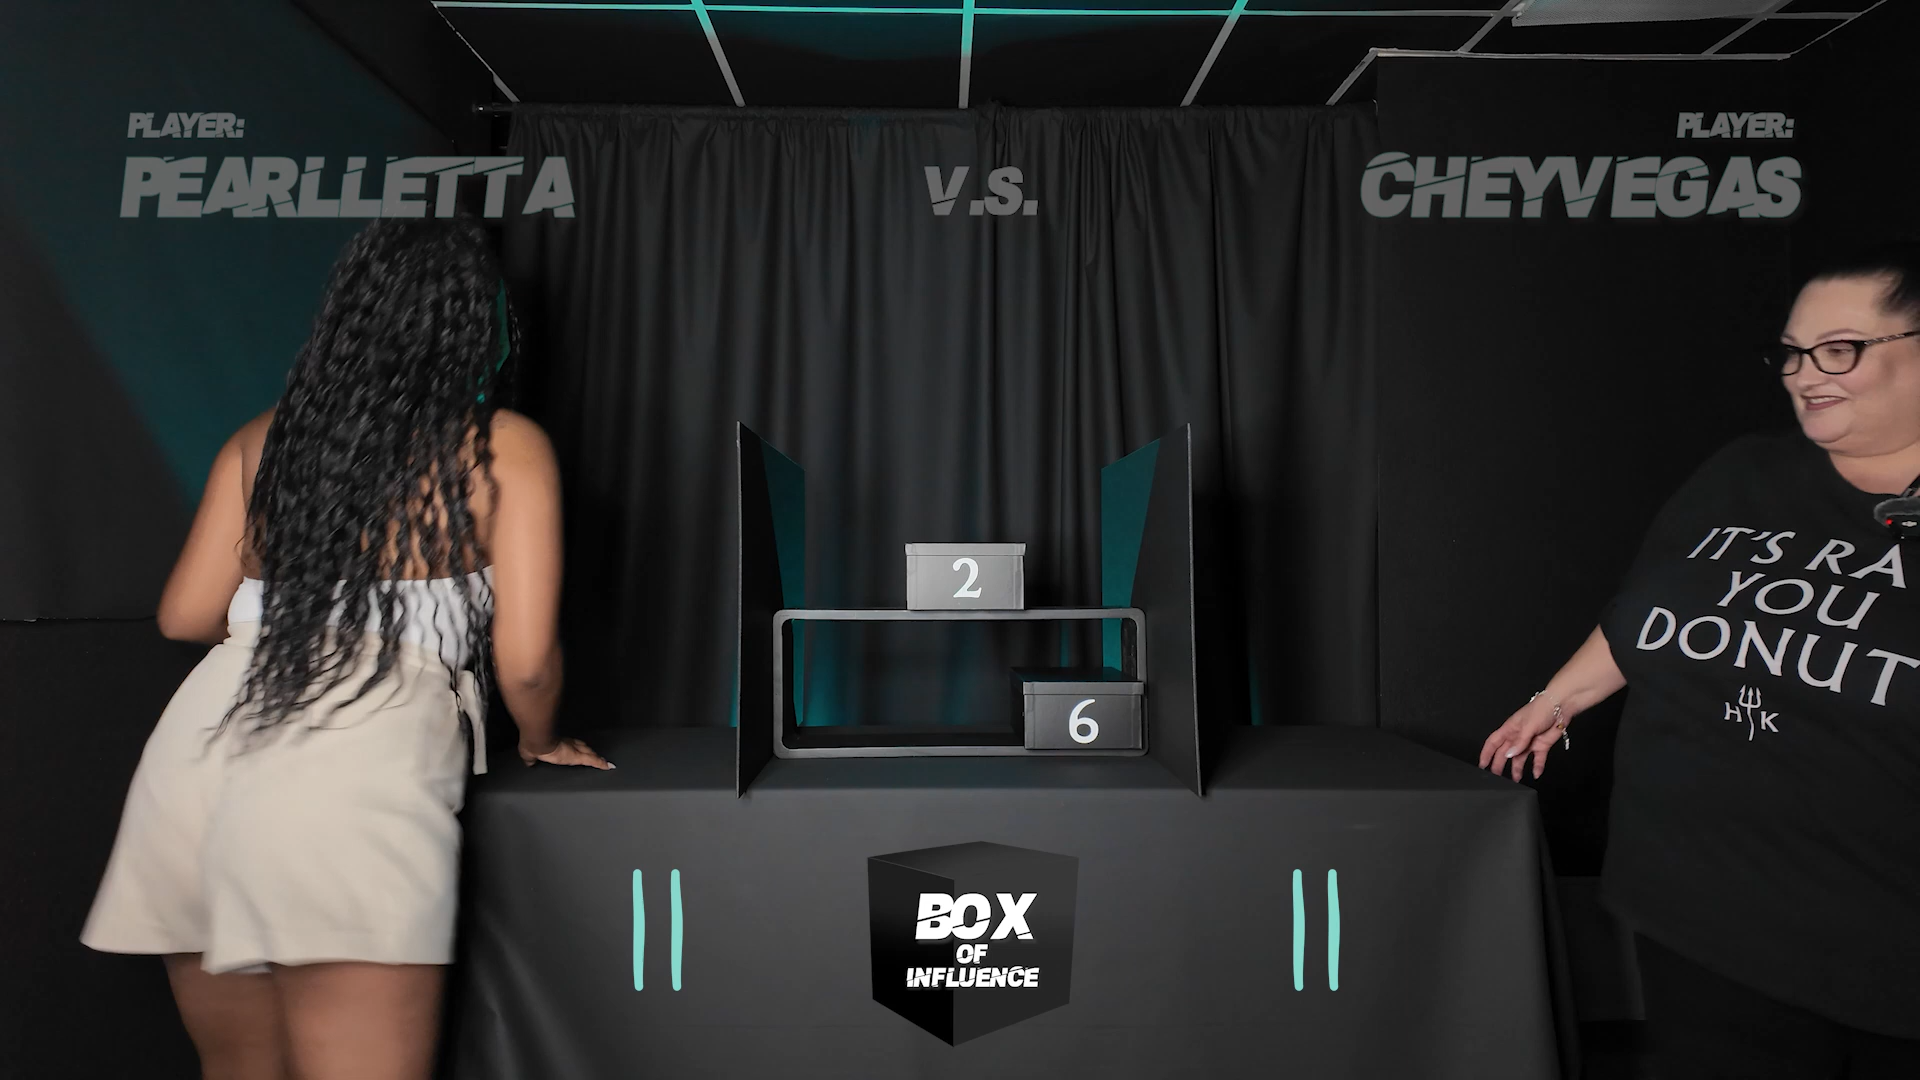 PLAYER:
PEARLLETTA
V.S.
PLAYER:
CHEYVEGAS
2
6
IT'S RA
YOU
DONUT
H K
BOX
OF
INFLUENCE